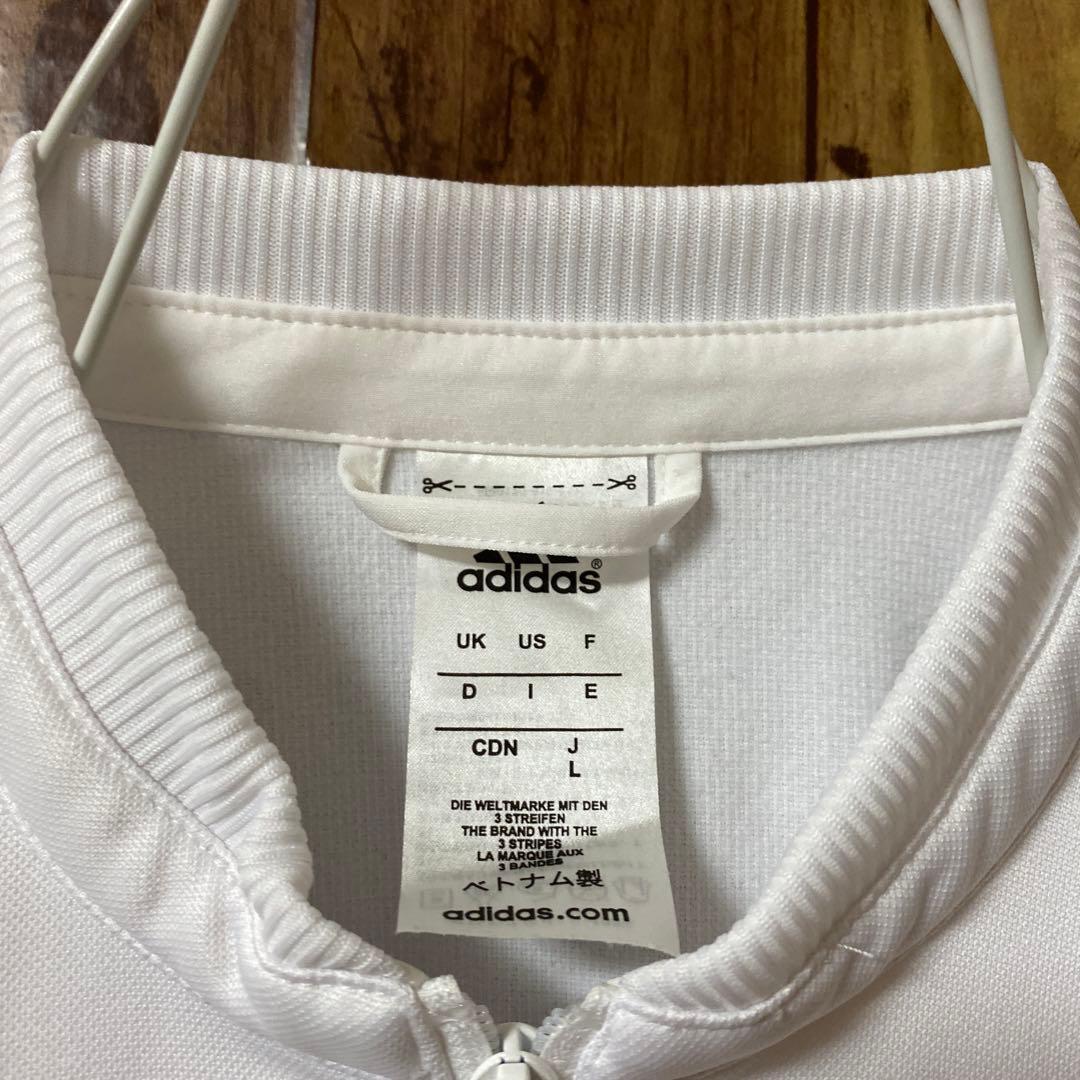 adidas®
UK US F
D I E
CDN J
L
DIE WELTMARKE MIT DEN
3 STREIFEN
THE BRAND WITH THE
3 STRIPES
LA MARQUE AUX
3 BANDES
ベトナム製
adidas.com